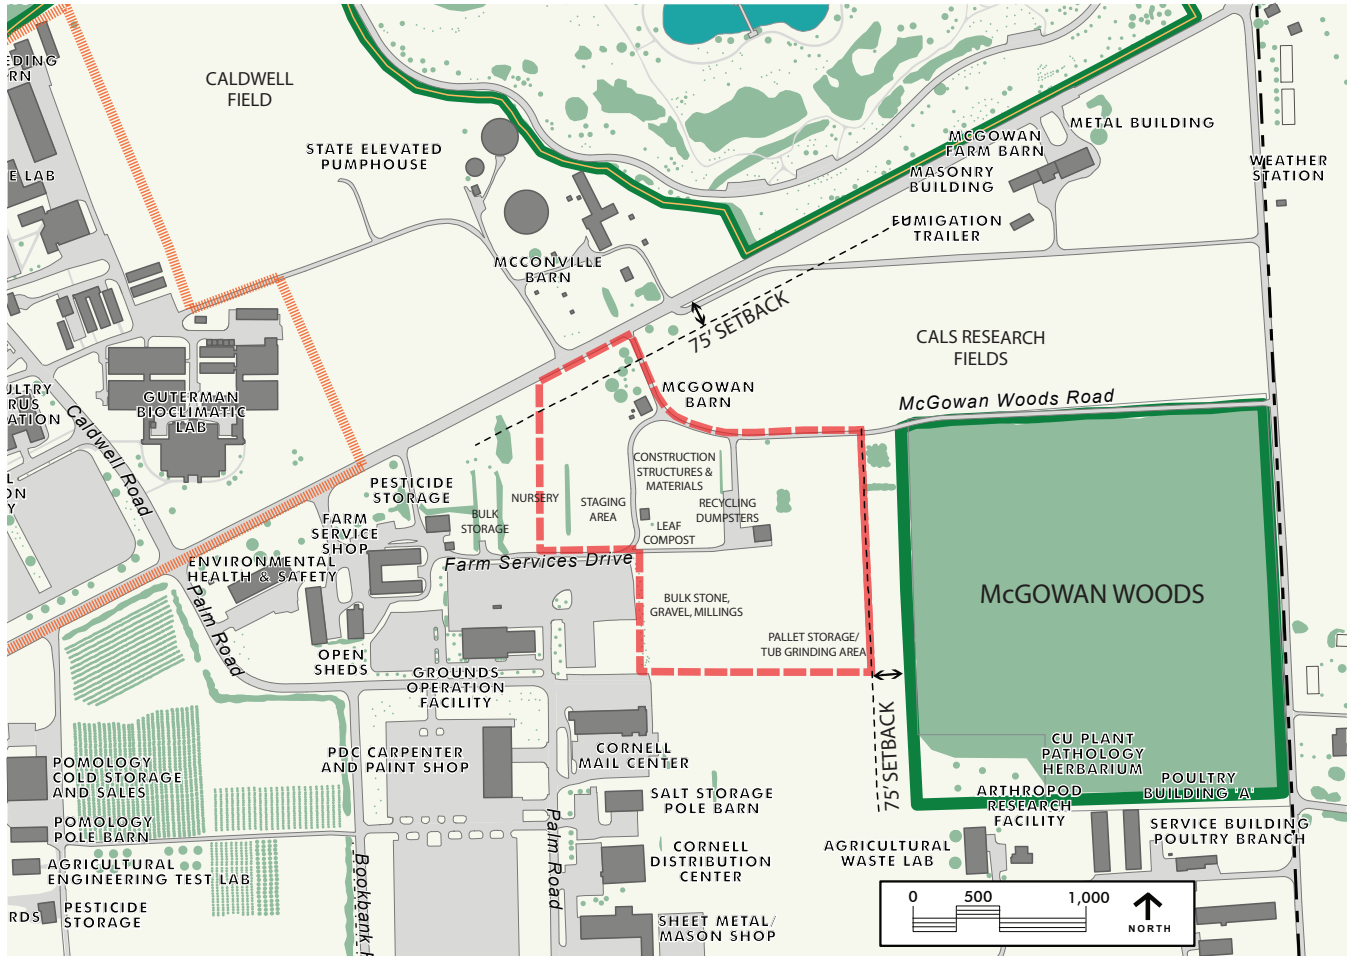 CALDWELL
FIELD
STATE ELEVATED
PUMPHOUSE
MCCONVILLE
BARN
METAL BUILDING
MCGOWAN
FARM BARN
MASONRY
BUILDING
FUMIGATION
TRAILER
WEATHER
STATION
E LAB
75' SETBACK
CALS RESEARCH
FIELDS
McGowan Woods Road
MCGOWAN
BARN
GUTERMAN
BIOCLIMATIC
LAB
Caldwell Road
PESTICIDE
STORAGE
NURSERY
BULK
STORAGE
STAGING
AREA
CONSTRUCTION
STRUCTURES &
MATERIALS
RECYCLING
DUMPSTERS
LEAF
COMPOST
FARM
SERVICE
SHOP
ENVIRONMENTAL
HEALTH & SAFETY
Farm Services Drive
Palm Road
BULK STONE,
GRAVEL, MILLINGS
PALLET STORAGE/
TUB GRINDING AREA
McGOWAN WOODS
OPEN
SHEDS
GROUNDS
OPERATION
FACILITY
75' SETBACK
PDC CARPENTER
AND PAINT SHOP
CORNELL
MAIL CENTER
CU PLANT
PATHOLOGY
HERBARIUM
POULTRY
BUILDING 'A'
ARTHROPOD
RESEARCH
FACILITY
SERVICE BUILDING
POULTRY BRANCH
POMOLOGY
COLD STORAGE
AND SALES
POMOLOGY
POLE BARN
AGRICULTURAL
ENGINEERING TEST LAB
PESTICIDE
STORAGE
RDS
SALT STORAGE
POLE BARN
CORNELL
DISTRIBUTION
CENTER
AGRICULTURAL
WASTE LAB
Palm Road
Bookbank
SHEET METAL/
MASON SHOP
0 500 1,000
NORTH